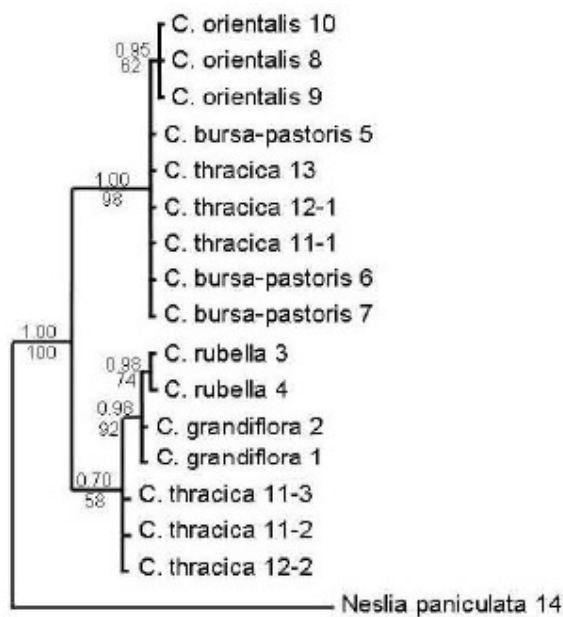 C. orientalis 10
0.95
C. orientalis 8
62
C. orientalis 9
C. bursa-pastoris 5
C. thracica 13
1.00
98
C. thracica 12-1
C. thracica 11-1
C. bursa-pastoris 6
C. bursa-pastoris 7
1.00
100
C. rubella 3
0.98
74
C. rubella 4
0.98
92
C. grandiflora 2
C. grandiflora 1
0.70
58
C. thracica 11-3
C. thracica 11-2
C. thracica 12-2
Neslia paniculata 14